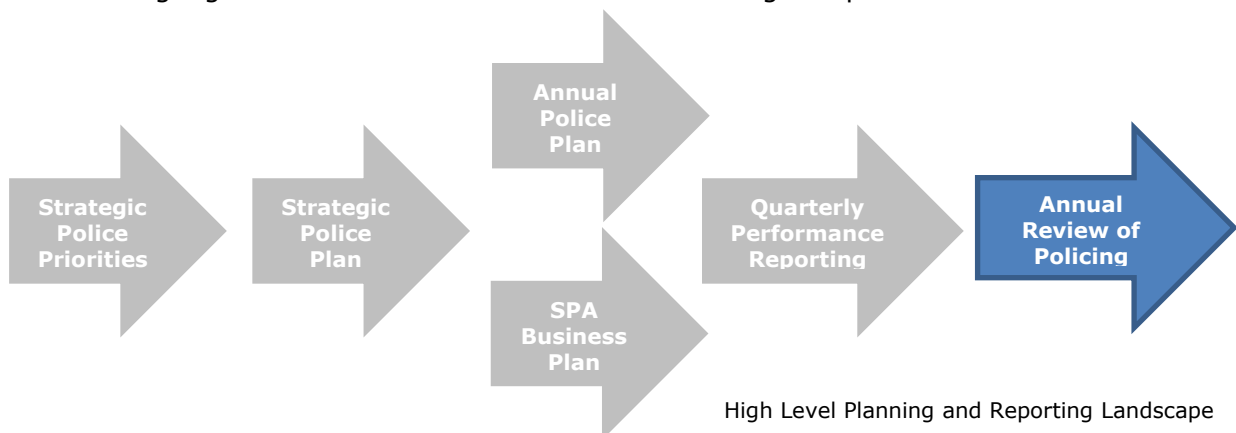 Annual
Police
Plan
Strategic
Police
Priorities
Strategic
Police
Plan
Quarterly
Performance
Reporting
Annual
Review of
Policing
SPA
Business
Plan
High Level Planning and Reporting Landscape